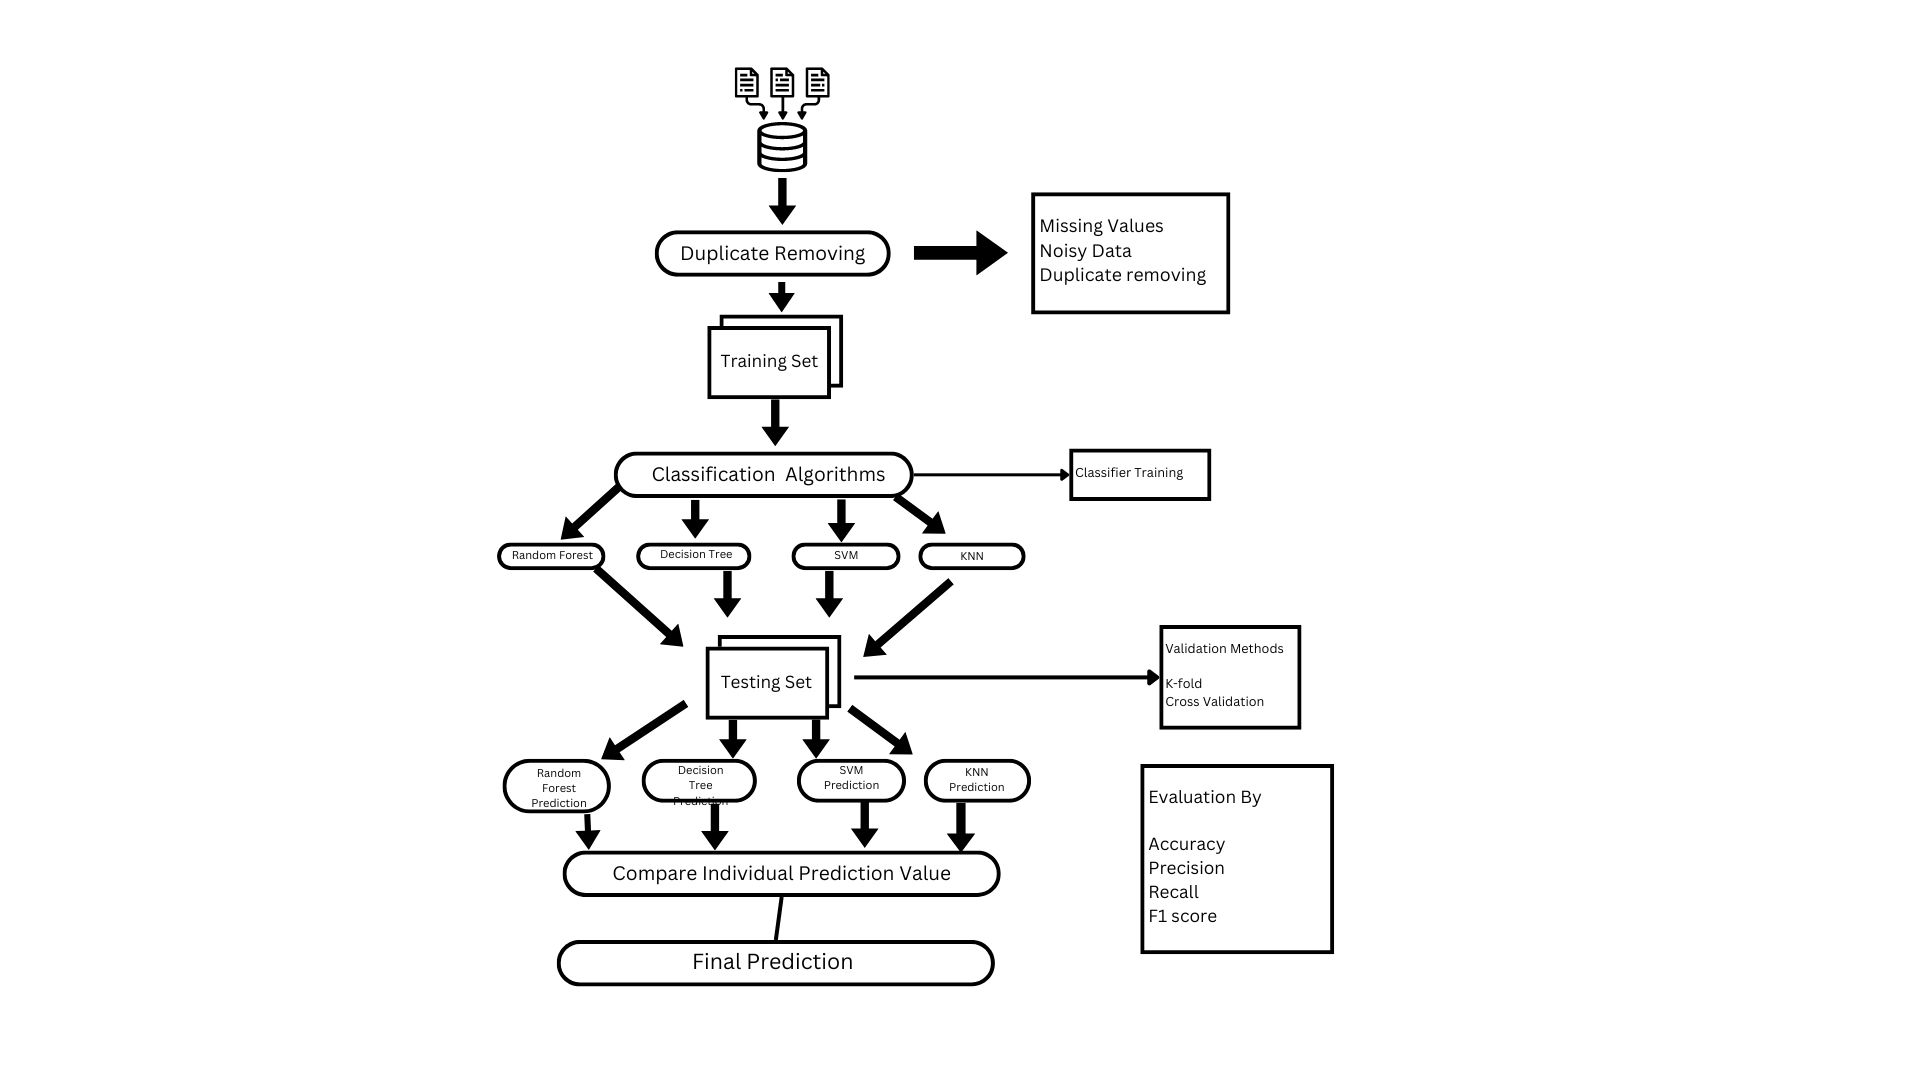 Duplicate Removing
Missing Values
Noisy Data
Duplicate removing
Training Set
Classification Algorithms
Classifier Training
Random Forest
Decision Tree
SVM
KNN
Testing Set
Validation Methods
K-fold
Cross Validation
Random
Forest
Prediction
Decision
Tree
Prediction
SVM
Prediction
KNN
Prediction
Evaluation By
Accuracy
Precision
Recall
F1 score
Compare Individual Prediction Value
Final Prediction